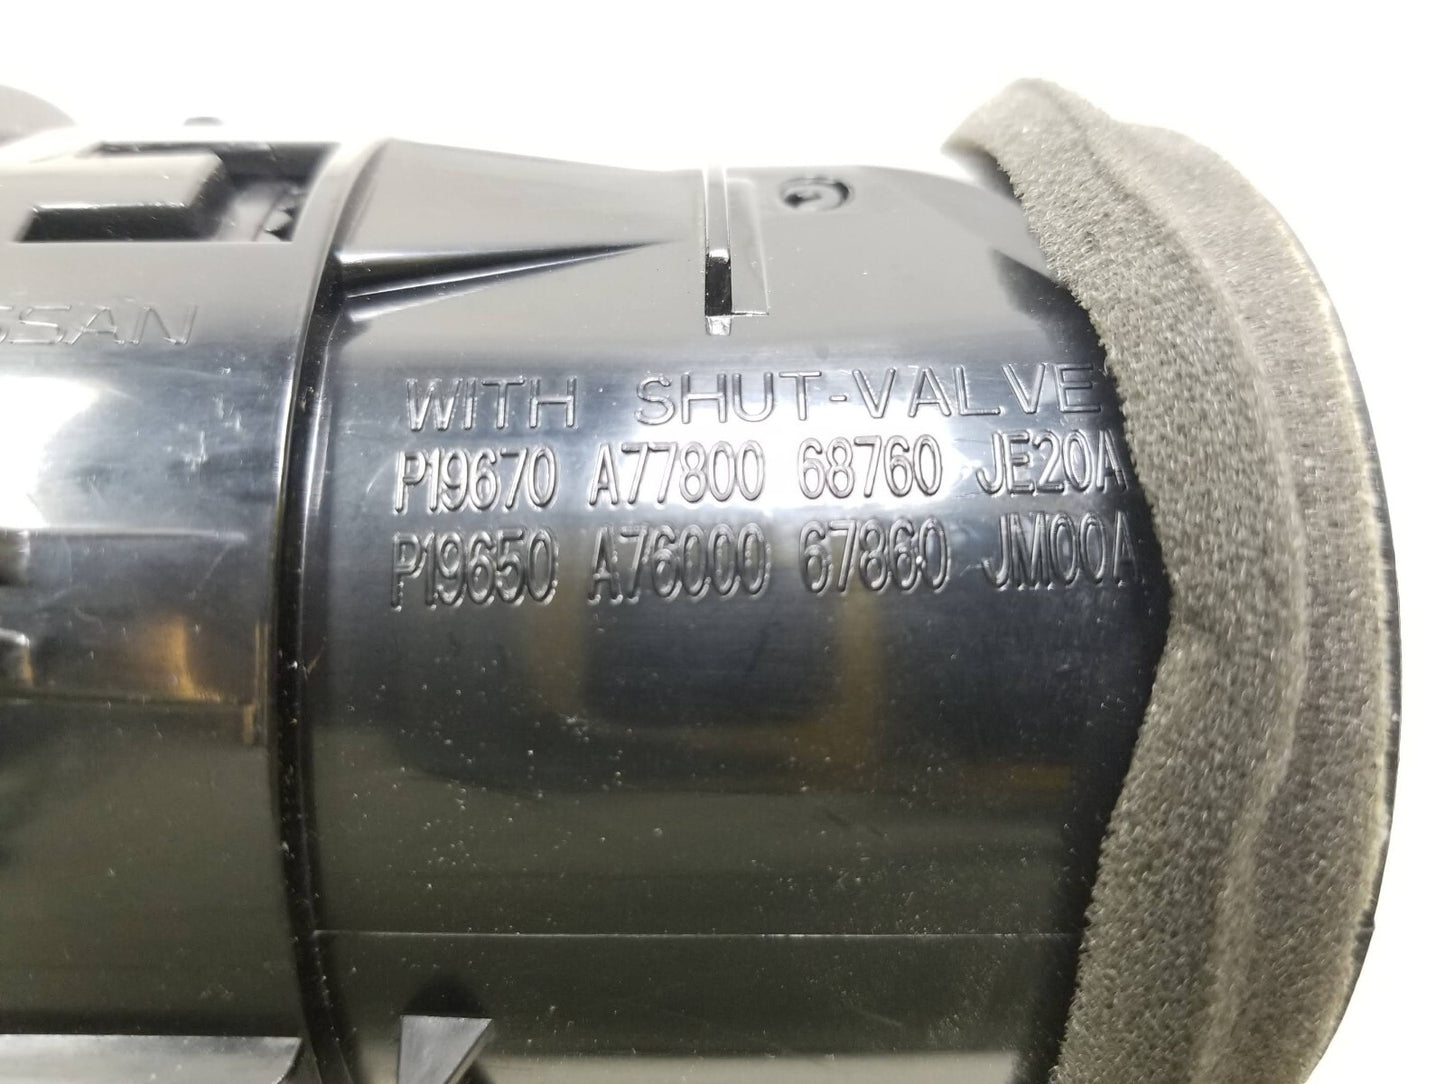 SSAN
WITH SHUT-VALVE
P19670 A77800 68760 JE20A
P19650 A76000 67860 JM00A